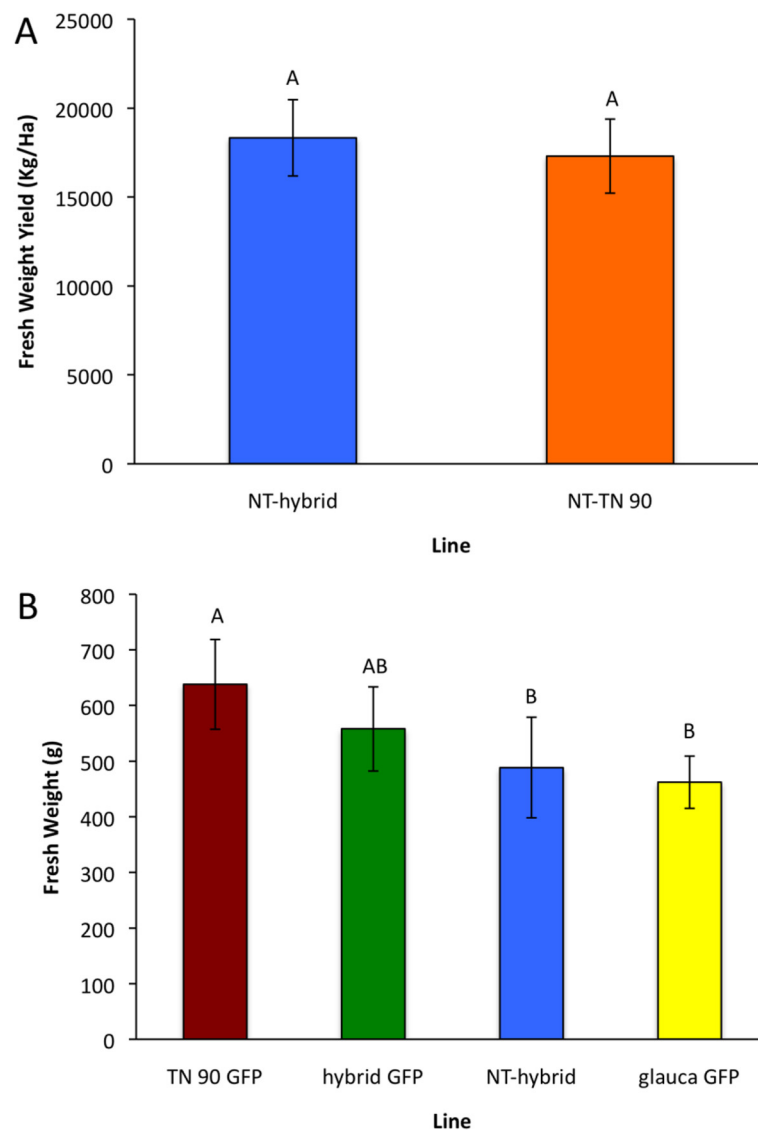 A
25000
20000
15000
10000
5000
0
Fresh Weight Yield (Kg/Ha)
A
A
NT-hybrid
NT-TN 90
Line
B
800
700
600
500
400
300
200
100
0
Fresh Weight (g)
A
AB
B
B
TN 90 GFP
hybrid GFP
NT-hybrid
glauca GFP
Line